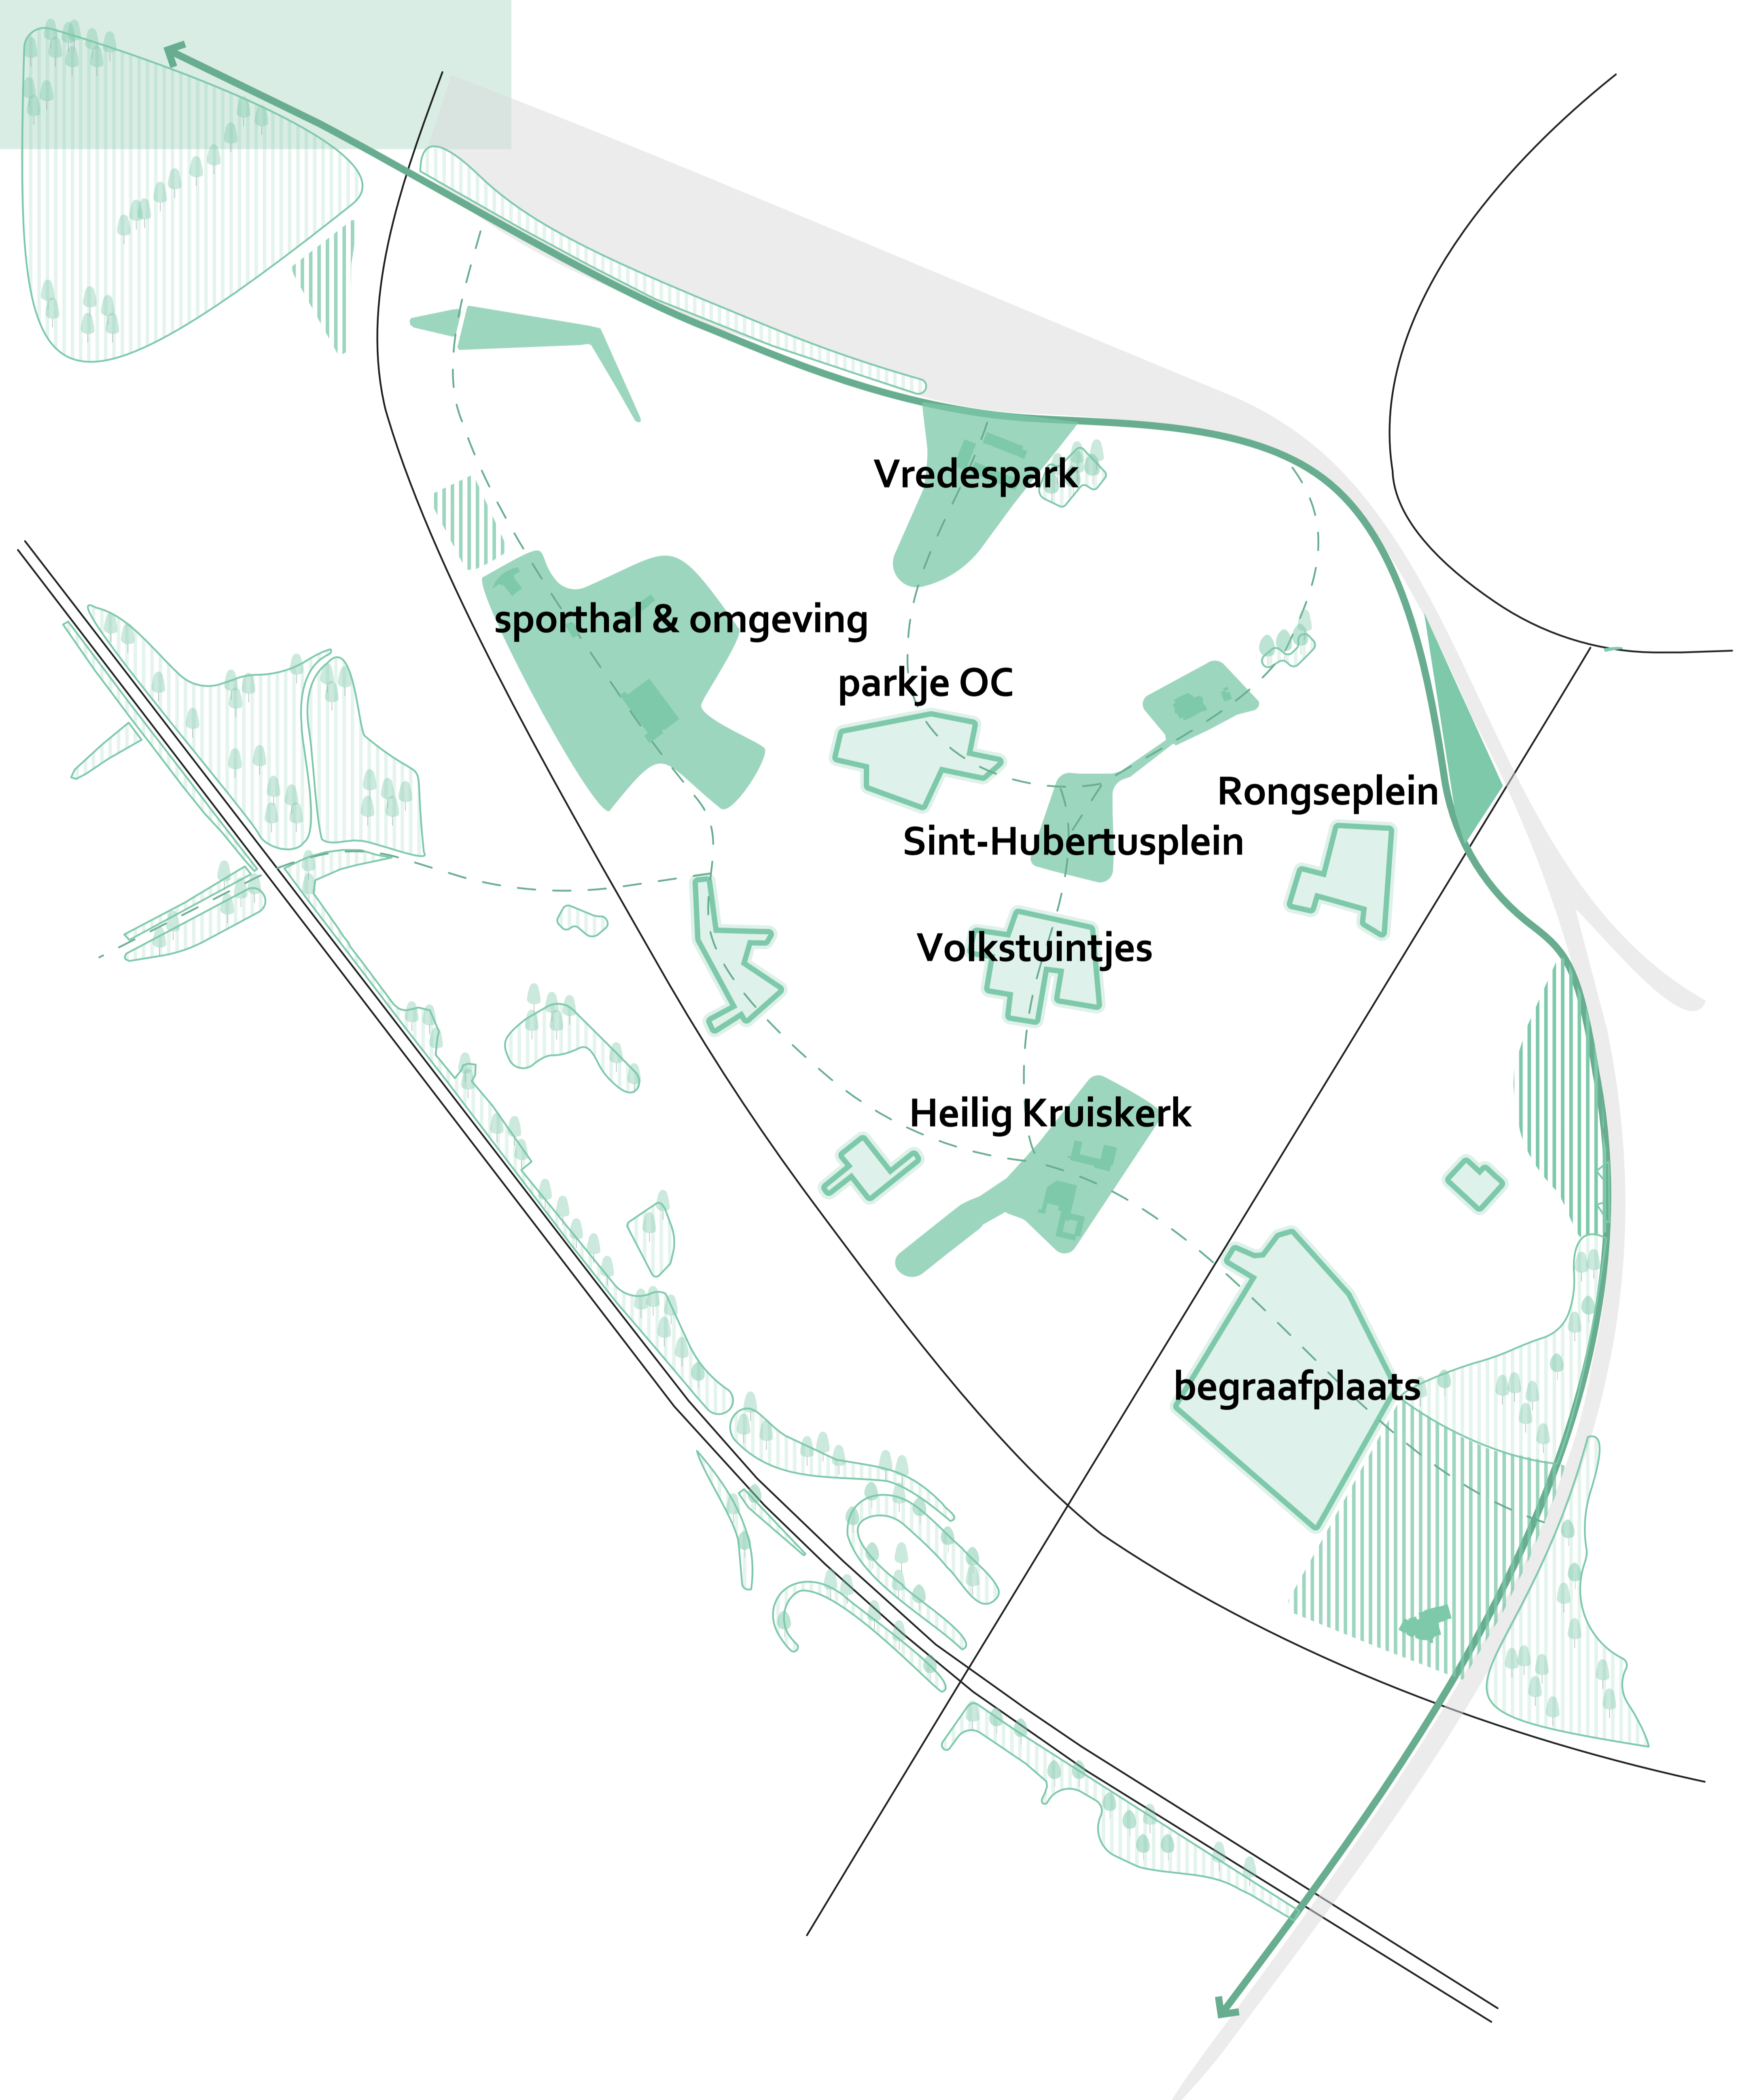 Vredespark
sporthal & omgeving
parkje OC
Rongseplein
Sint-Hubertusplein
Volkstuintjes
Heilig Kruiskerk
begraafplaats